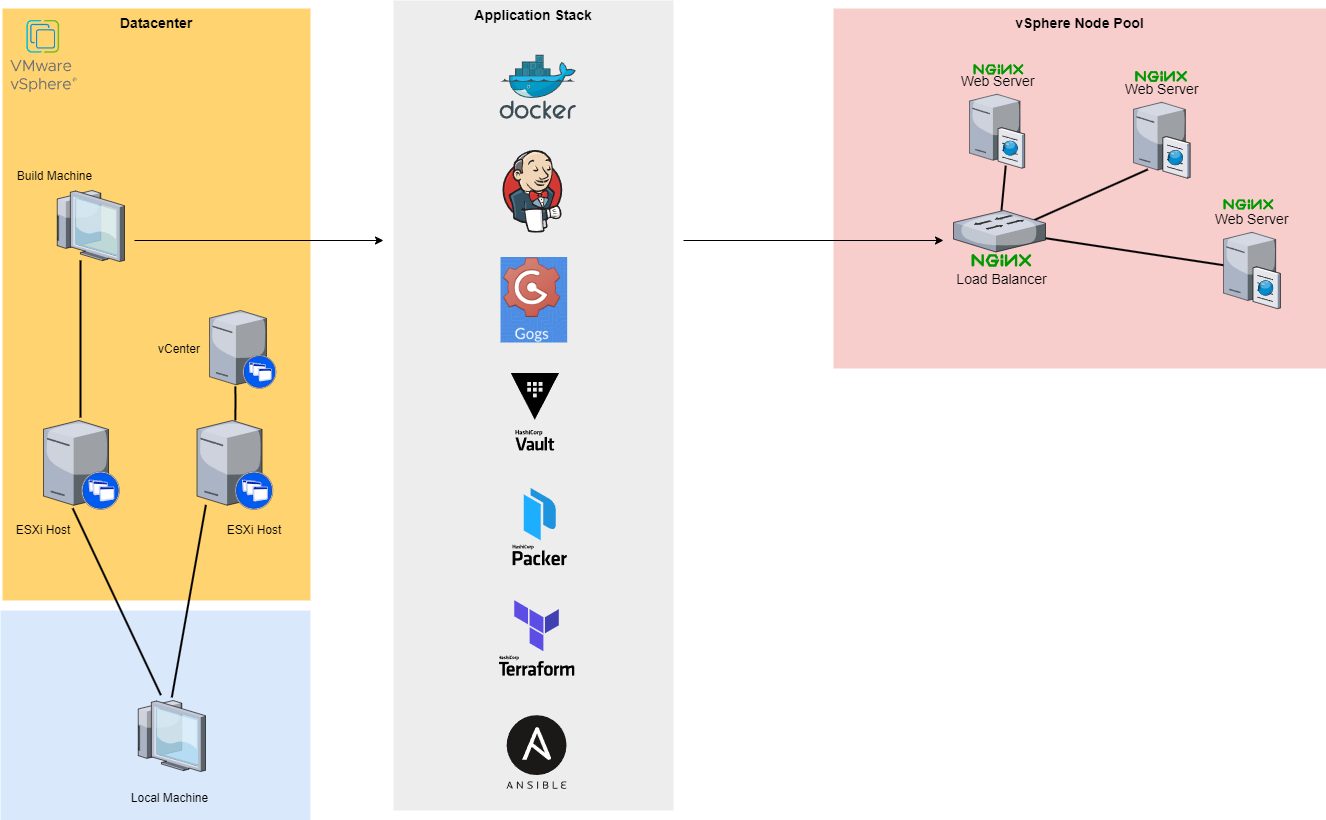 Datacenter
VMware
vSphere®
Build Machine
vCenter
ESXi Host
ESXi Host
Local Machine
Application Stack
docker
Gogs
HashiCorp
Vault
HashiCorp
Packer
HashiCorp
Terraform
ANSIBLE
vSphere Node Pool
NGINX
Web Server
NGINX
Web Server
NGINX
Web Server
NGINX
Load Balancer